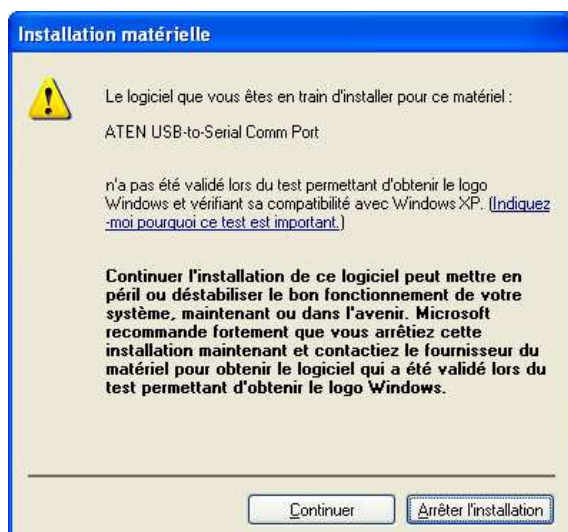 Installation matérielle
Le logiciel que vous êtes en train d'installer pour ce matériel :
ATEN USB-to-Serial Comm Port
n'a pas été validé lors du test permettant d'obtenir le logo
Windows et vérifiant sa compatibilité avec Windows XP. (Indiquez
-moi pourquoi ce test est important.)
Continuer l'installation de ce logiciel peut mettre en
péril ou déstabiliser le bon fonctionnement de votre
système, maintenant ou dans l'avenir. Microsoft
recommande fortement que vous arrêtiez cette
installation maintenant et contactiez le fournisseur du
matériel pour obtenir le logiciel qui a été validé lors du
test permettant d'obtenir le logo Windows.
Continuer
Arrêter l'installation